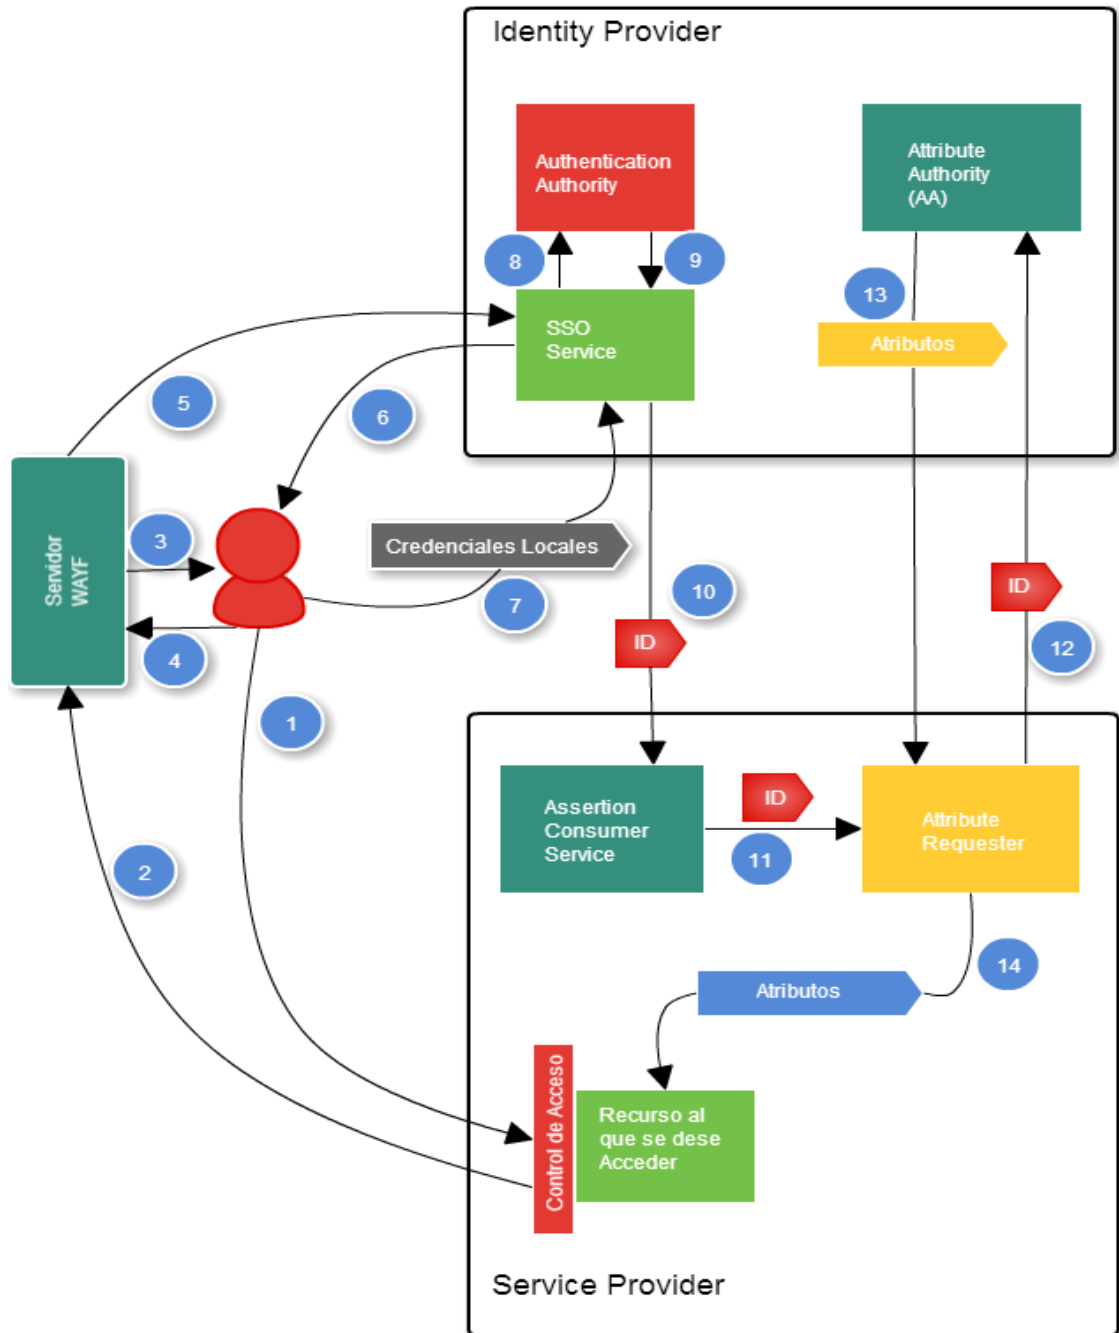 Identity Provider
Authentication
Authority
Attribute
Authority
(AA)
8
9
13
SSO
Service
Atributos
5
6
Servidor
WAYF
3
Credenciales Locales
7
10
ID
ID
12
4
1
2
Assertion
Consumer
Service
ID
11
Attribute
Requester
14
Atributos
Control de Acceso
Recurso al
que se dese
Acceder
Service Provider